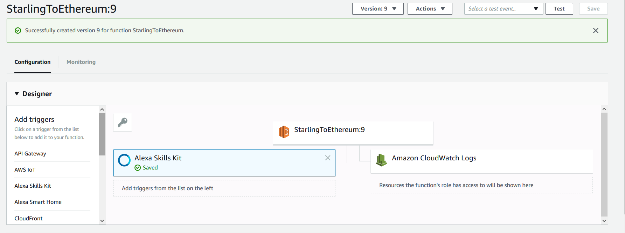 StarlingToEthereum:9
Version: 9
Actions
Select a test event..
Test
Save
Successfully created version 9 for function StarlingToEthereum.
Configuration
Monitoring
Designer
Add triggers
Click on a trigger from the list
below to add it to your function.
API Gateway
AWS IoT
Alexa Skills Kit
Alexa Smart Home
CloudFront
StarlingToEthereum:9
Alexa Skills Kit
Saved
Add triggers from the list on the left
Amazon CloudWatch Logs
Resources the function's role has access to will be shown here